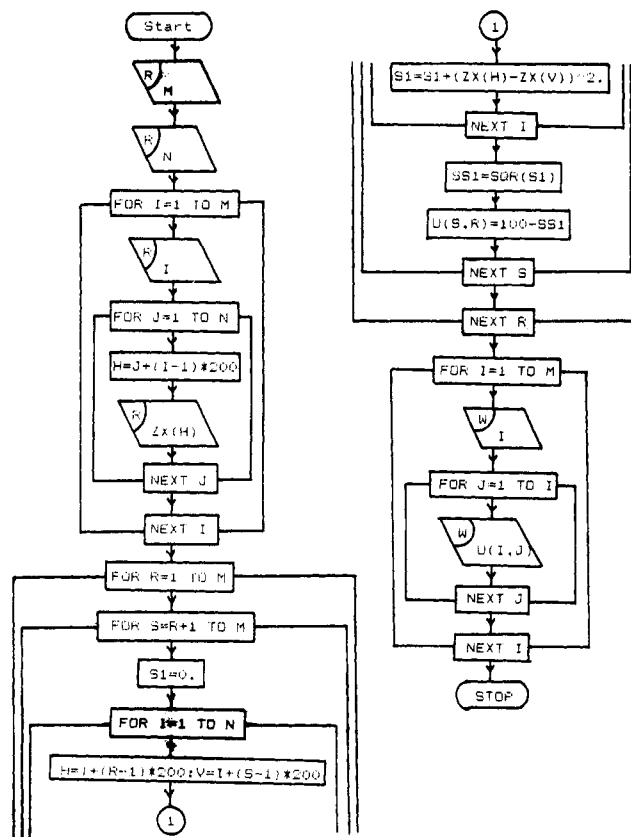 Start
R
M
R
N
FOR I=1 TO M
R
I
FOR J=1 TO N
H=J+(I-1)*200
R
ZX(H)
NEXT J
NEXT I
FOR R=1 TO M
FOR S=R+1 TO M
S1=0.
FOR I=1 TO N
H=I+(R-1)*200:V=I+(S-1)*200
1
1
S1=S1+(ZX(H)-ZX(V))^2.
NEXT I
SS1=SQR(S1)
U(S,R)=100-SS1
NEXT S
NEXT R
FOR I=1 TO M
W
I
FOR J=1 TO I
W
U(I,J)
NEXT J
NEXT I
STOP